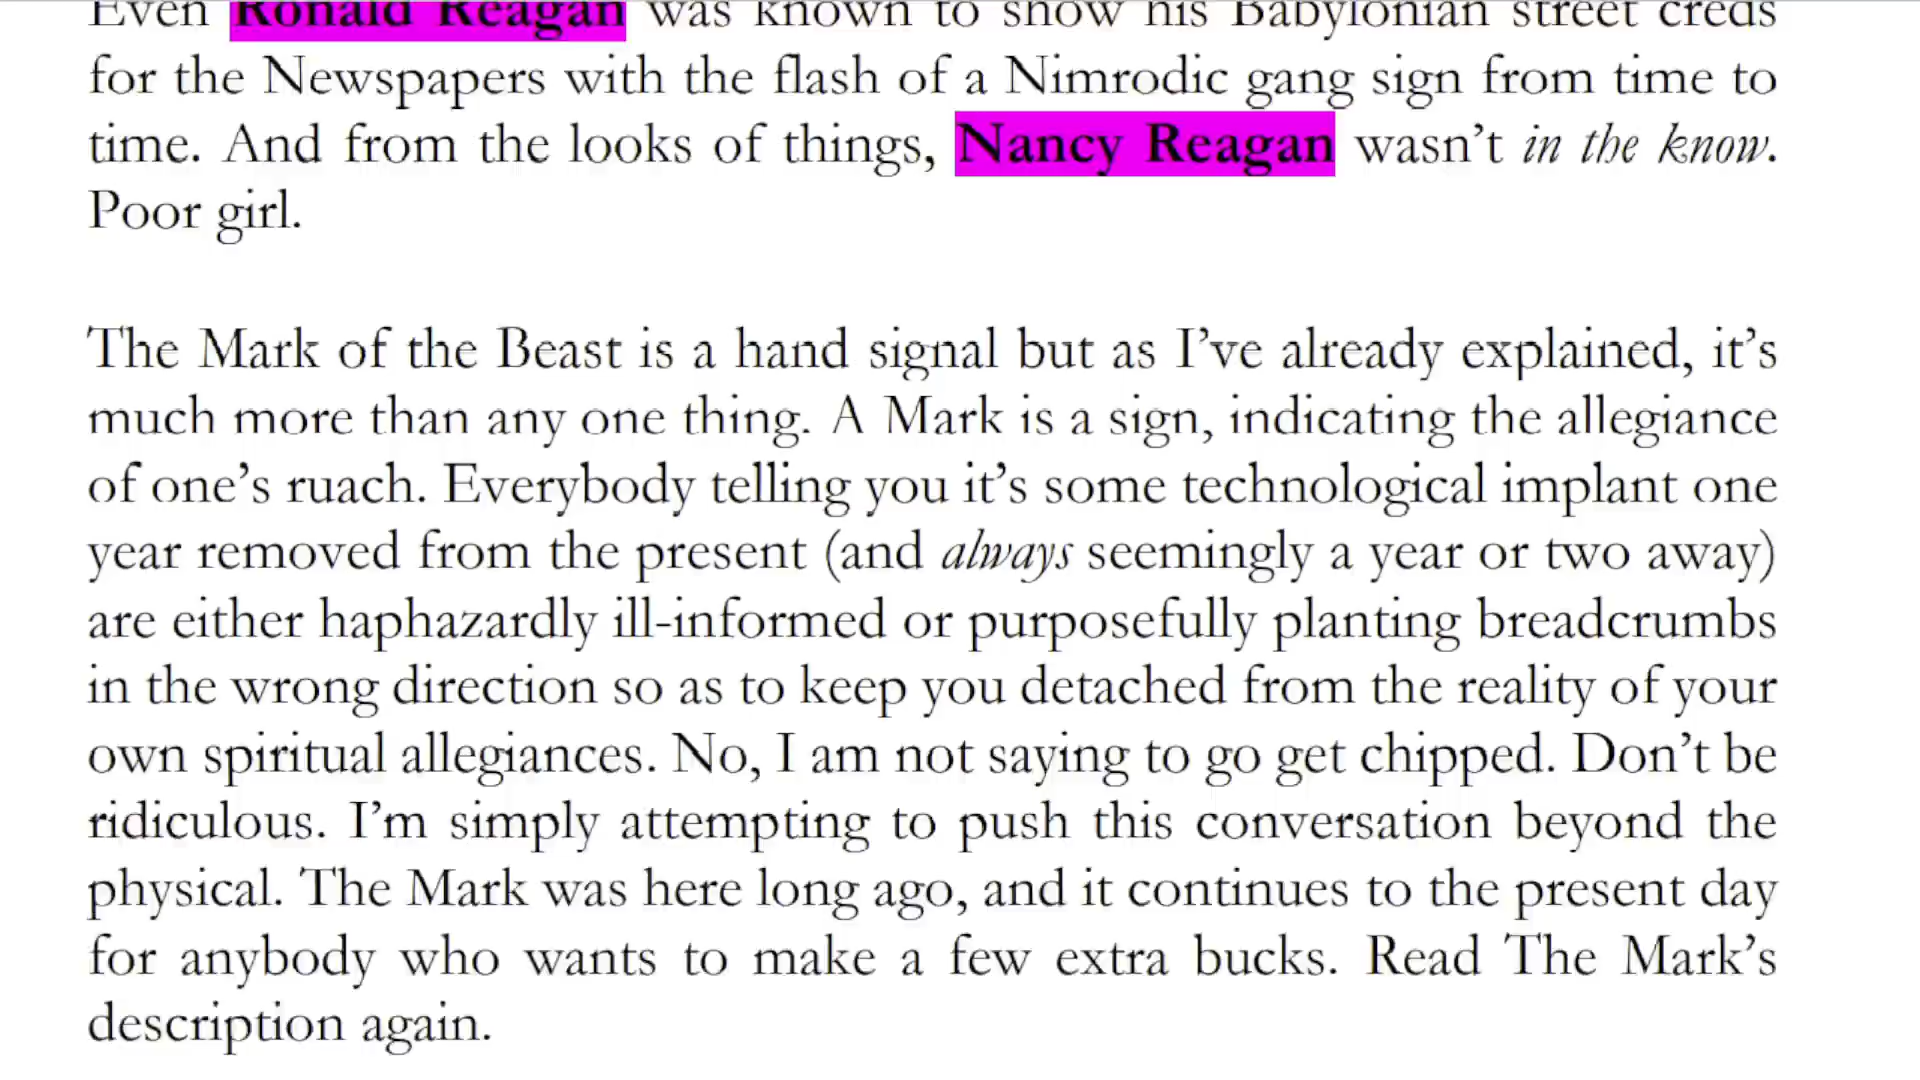 Even Ronald Reagan was known to show his Babylonian street creds
for the Newspapers with the flash of a Nimrodic gang sign from time to
time. And from the looks of things, Nancy Reagan wasn’t in the know.
Poor girl.
The Mark of the Beast is a hand signal but as I’ve already explained, it’s
much more than any one thing. A Mark is a sign, indicating the allegiance
of one’s ruach. Everybody telling you it’s some technological implant one
year removed from the present (and always seemingly a year or two away)
are either haphazardly ill-informed or purposefully planting breadcrumbs
in the wrong direction so as to keep you detached from the reality of your
own spiritual allegiances. No, I am not saying to go get chipped. Don’t be
ridiculous. I’m simply attempting to push this conversation beyond the
physical. The Mark was here long ago, and it continues to the present day
for anybody who wants to make a few extra bucks. Read The Mark’s
description again.